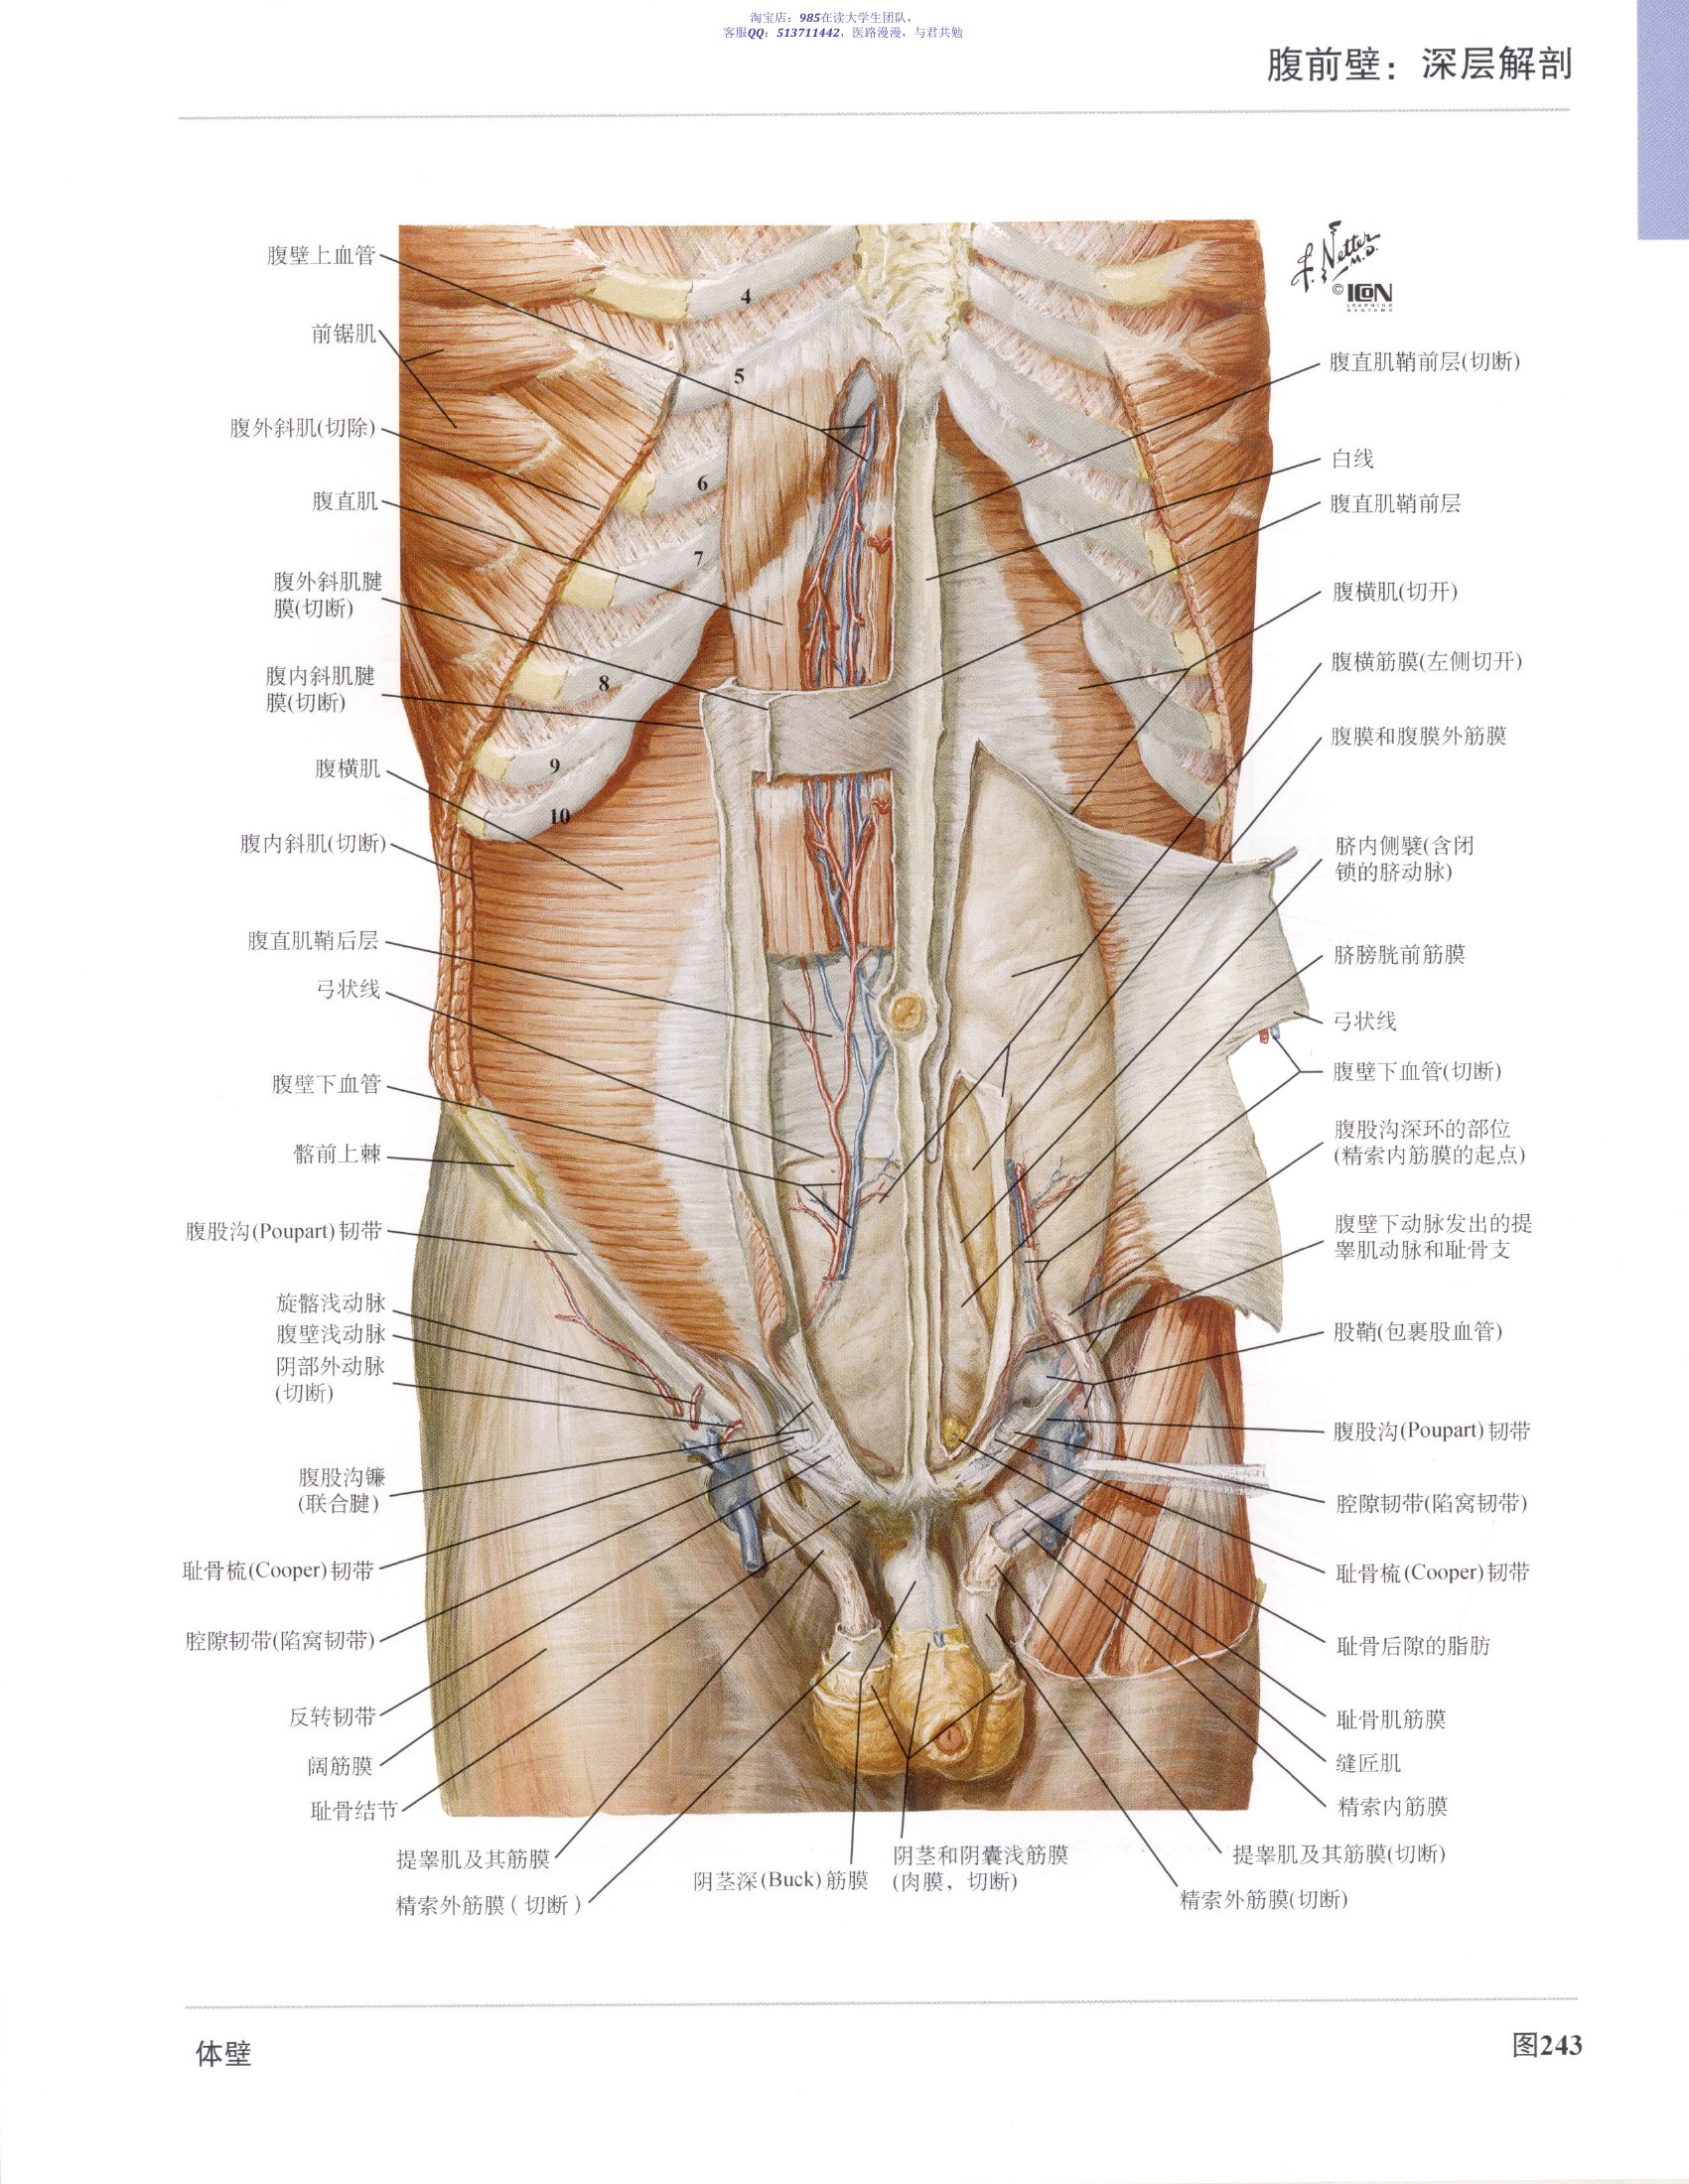 淘宝店：985在读大学生团队，
客服QQ：513711442，医路漫漫，与君共勉
腹前壁：深层解剖
腹壁上血管
前锯肌
腹外斜肌(切除)
腹直肌
腹外斜肌腱
膜(切断)
腹内斜肌腱
膜(切断)
腹横肌
腹内斜肌(切断)
腹直肌鞘后层
弓状线
腹壁下血管
髂前上棘
腹股沟(Poupart)韧带
旋髂浅动脉
腹壁浅动脉
阴部外动脉
(切断)
腹股沟镰
(联合腱)
耻骨梳(Cooper)韧带
腔隙韧带(陷窝韧带)
反转韧带
阔筋膜
耻骨结节
提睾肌及其筋膜
精索外筋膜（切断）
4
5
6
7
8
9
10
F. Netter
M.D.
© ICON
LEARNING
SYSTEMS
腹直肌鞘前层(切断)
白线
腹直肌鞘前层
腹横肌(切开)
腹横筋膜(左侧切开)
腹膜和腹膜外筋膜
脐内侧襞(含闭
锁的脐动脉)
脐膀胱前筋膜
弓状线
腹壁下血管(切断)
腹股沟深环的部位
(精索内筋膜的起点)
腹壁下动脉发出的提
睾肌动脉和耻骨支
股鞘(包裹股血管)
腹股沟(Poupart)韧带
腔隙韧带(陷窝韧带)
耻骨梳(Cooper)韧带
耻骨后隙的脂肪
耻骨肌筋膜
缝匠肌
精索内筋膜
提睾肌及其筋膜(切断)
精索外筋膜(切断)
阴茎深(Buck)筋膜
阴茎和阴囊浅筋膜
(肉膜，切断)
体壁
图243